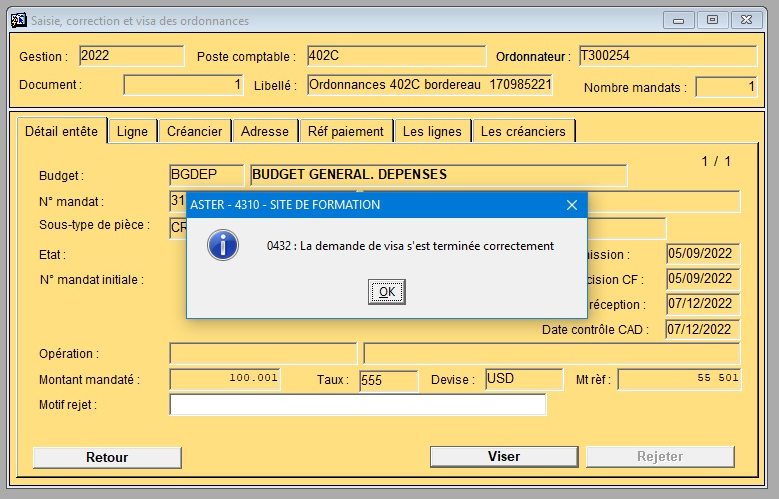 Saisie, correction et visa des ordonnances
Gestion : 2022 Poste comptable : 402C Ordonnateur : T300254
Document : 1 Libellé : Ordonnances 402C bordereau 170985221 Nombre mandats : 1
Détail entête Ligne Créancier Adresse Réf paiement Les lignes Les créanciers
1 / 1
Budget : BGDEP BUDGET GENERAL. DEPENSES
N° mandat : 31
ASTER - 4310 - SITE DE FORMATION
Sous-type de pièce : CR
0432 : La demande de visa s'est terminée correctement
OK
Etat : ission : 05/09/2022
N° mandat initiale : cision CF : 05/09/2022
réception : 07/12/2022
Date contrôle CAD : 07/12/2022
Opération :
Montant mandaté : 100.001 Taux : 555 Devise : USD Mt rèf : 55 501
Motif rejet :
Retour Viser Rejeter